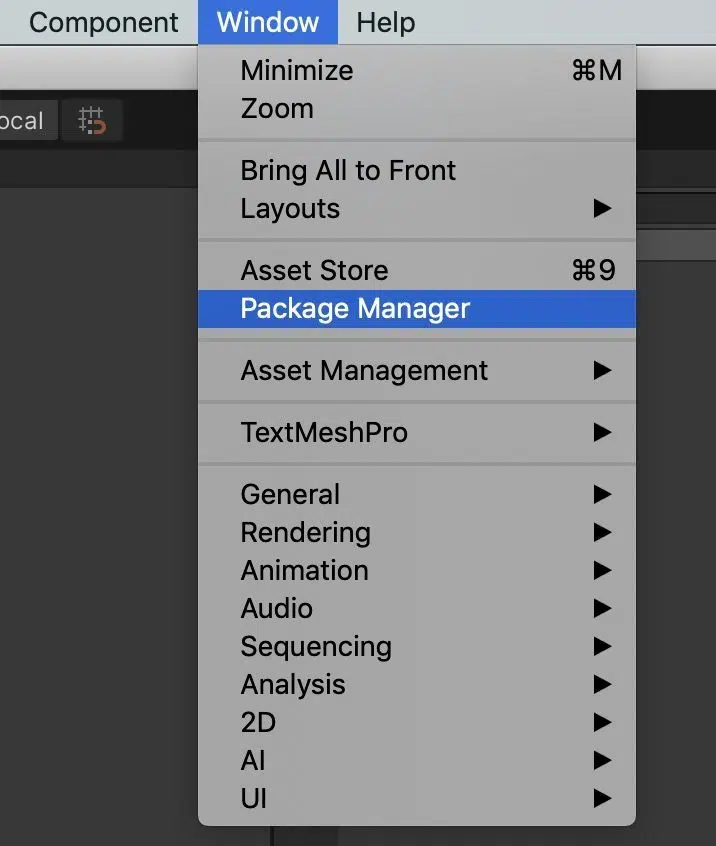 Component Window Help
Minimize ⌘M
Zoom
ocal
Bring All to Front
Layouts
Asset Store ⌘9
Package Manager
Asset Management
TextMeshPro
General
Rendering
Animation
Audio
Sequencing
Analysis
2D
AI
UI